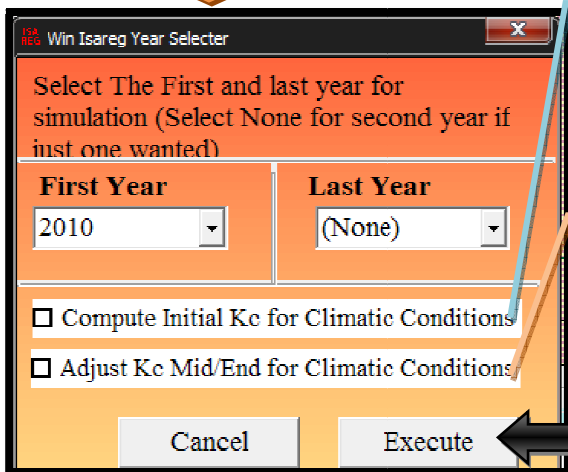 ISA
REG Win Isareg Year Selecter
X
Select The First and last year for
simulation (Select None for second year if
just one wanted)
First Year Last Year
2010 (None)
Compute Initial Kc for Climatic Conditions
Adjust Kc Mid/End for Climatic Conditions
Cancel Execute